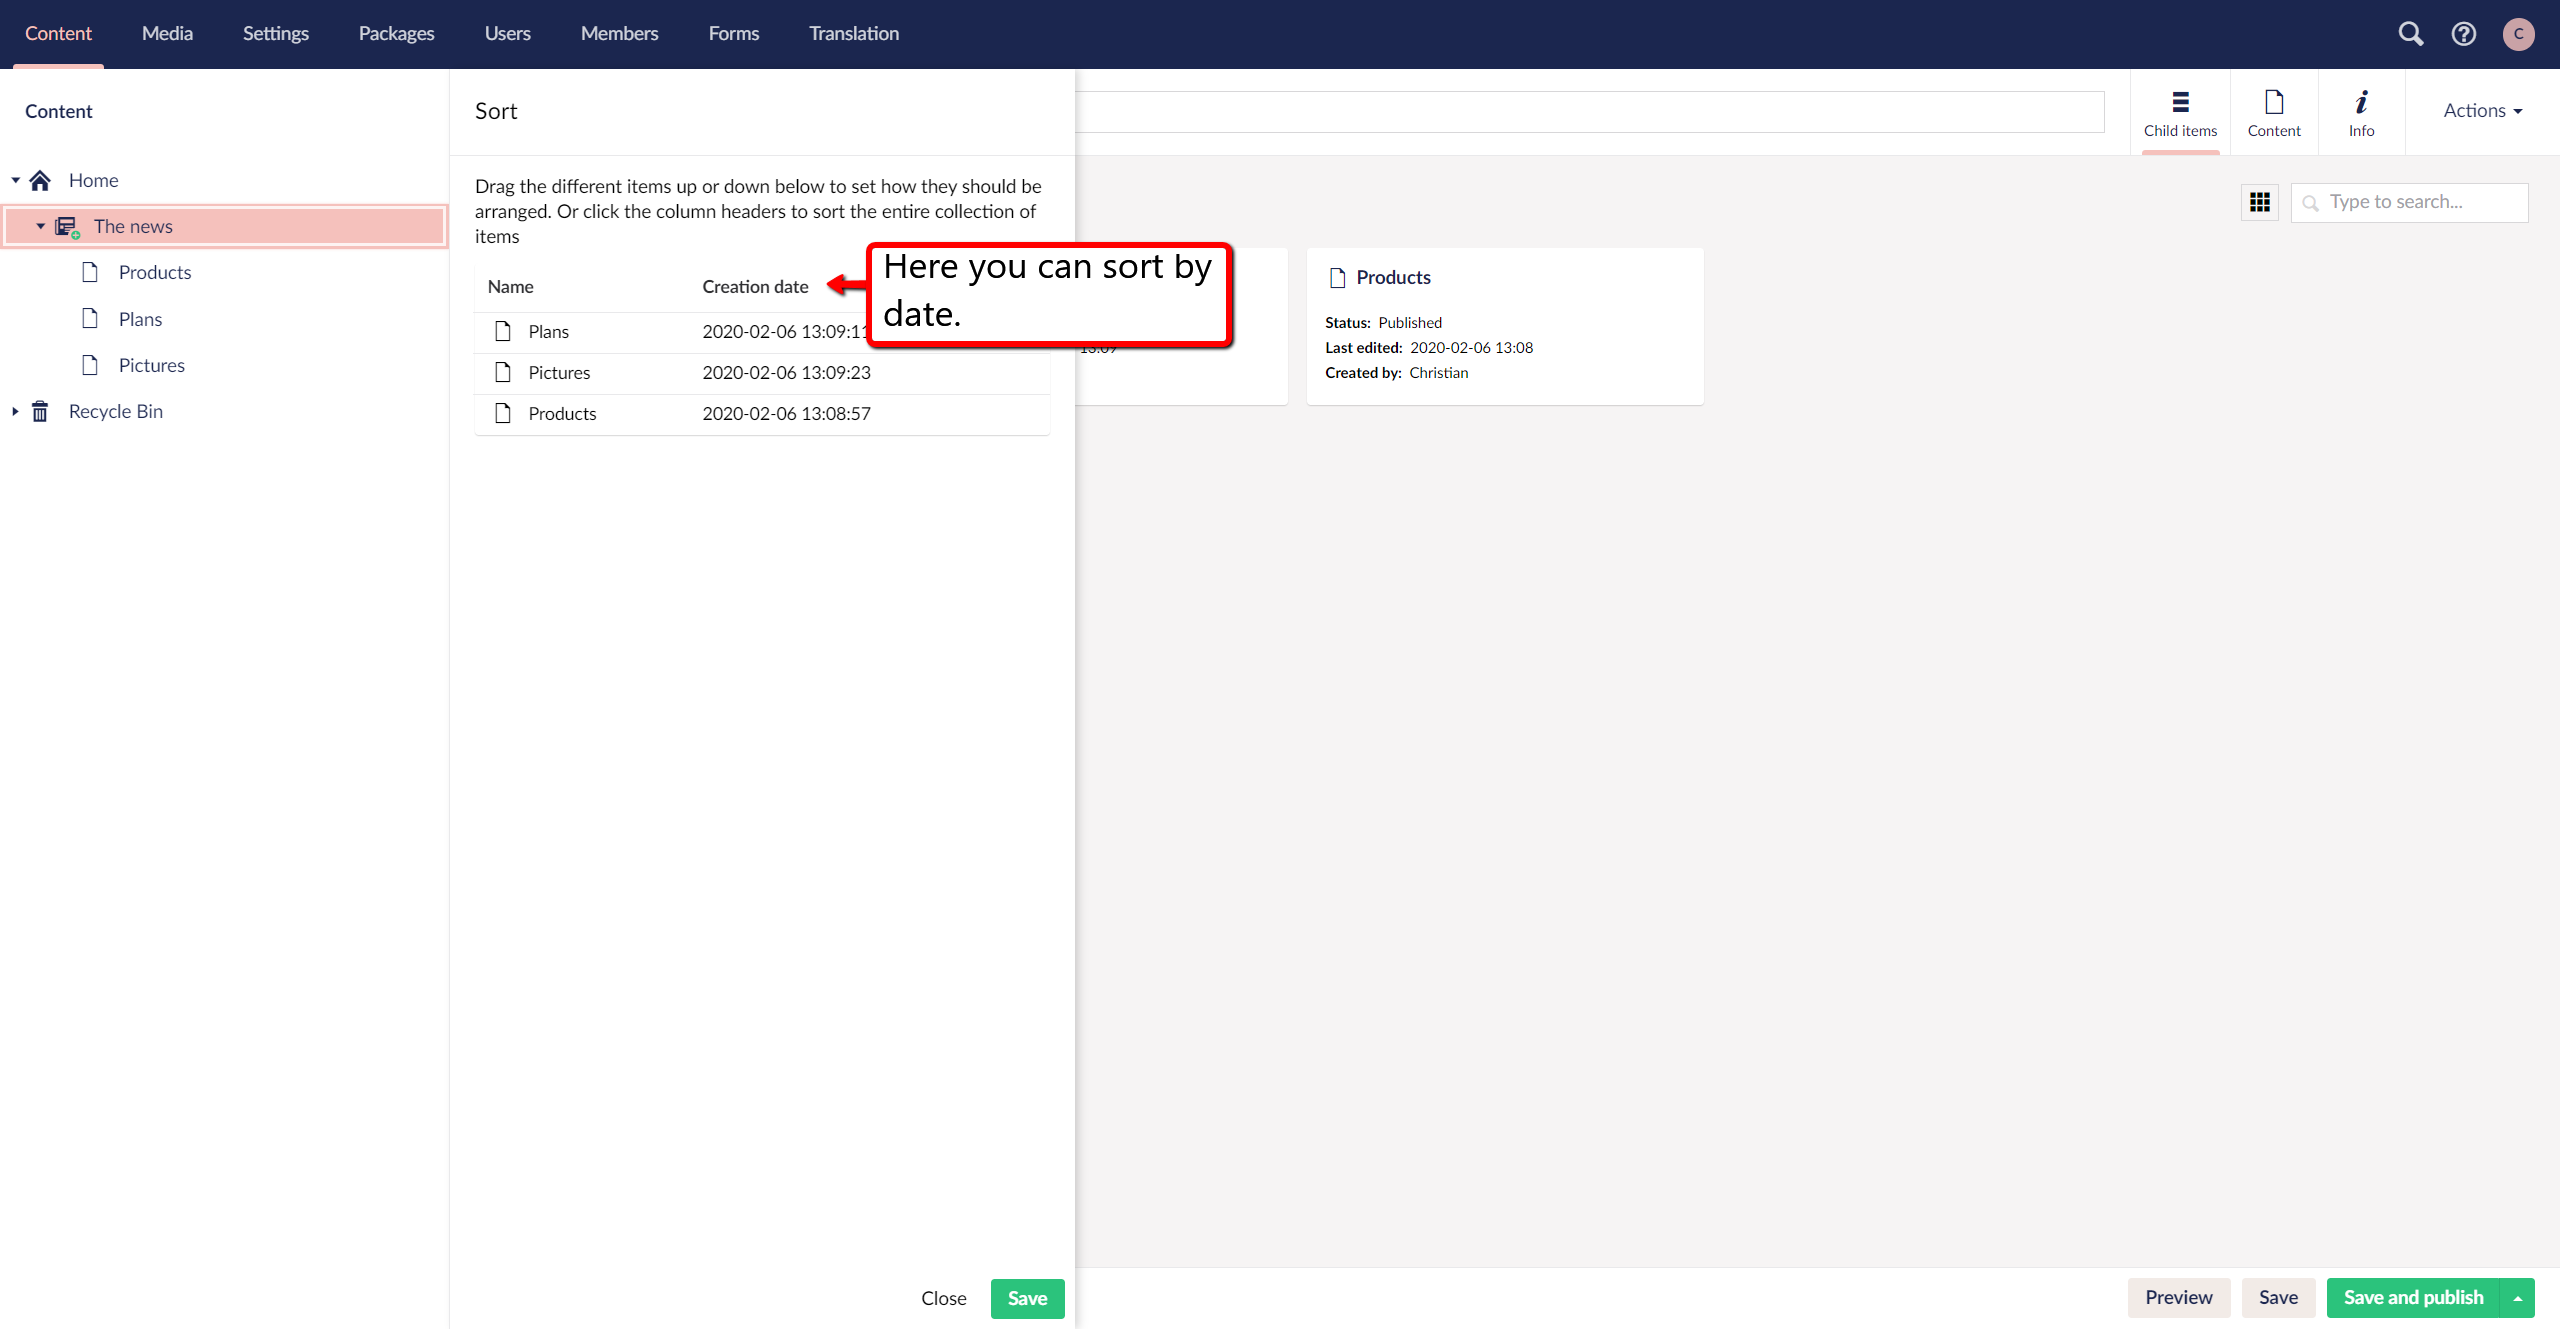 Content Media Settings Packages Users Members Forms Translation
C
Content
Home
The news
Products
Plans
Pictures
Recycle Bin
Sort
Drag the different items up or down below to set how they should be
arranged. Or click the column headers to sort the entire collection of
items
Name Creation date
Plans 2020-02-06 13:09:11
Pictures 2020-02-06 13:09:23
Products 2020-02-06 13:08:57
Here you can sort by
date.
Close Save
Child items Content Info Actions
Type to search...
Products
Status: Published
Last edited: 2020-02-06 13:08
Created by: Christian
Preview Save Save and publish